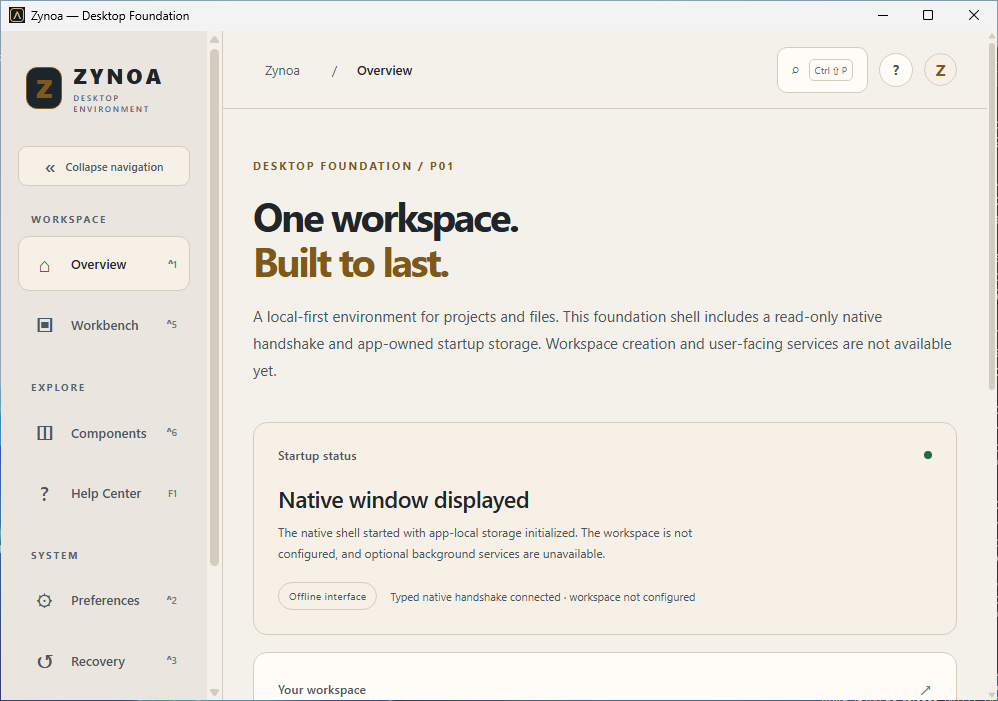 Zynoa — Desktop Foundation
Z
ZYNOA
DESKTOP
ENVIRONMENT
« Collapse navigation
WORKSPACE
Overview ^1
Workbench ^5
EXPLORE
Components ^6
? Help Center F1
SYSTEM
Preferences ^2
Recovery ^3
Zynoa / Overview
Ctrl ⇧ P
?
Z
DESKTOP FOUNDATION / P01
One workspace.
Built to last.
A local-first environment for projects and files. This foundation shell includes a read-only native
handshake and app-owned startup storage. Workspace creation and user-facing services are not available
yet.
Startup status
Native window displayed
The native shell started with app-local storage initialized. The workspace is not
configured, and optional background services are unavailable.
Offline interface Typed native handshake connected · workspace not configured
Your workspace ↗